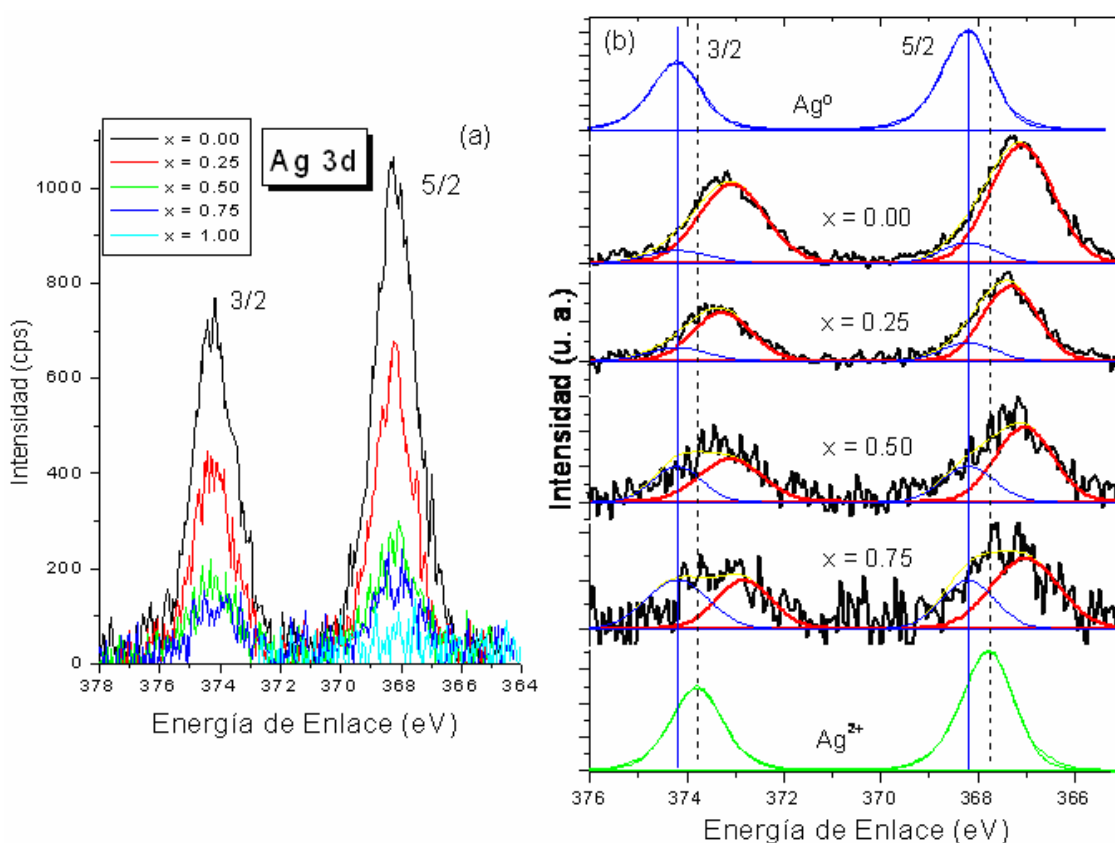 (a)
x = 0.00
x = 0.25
x = 0.50
x = 0.75
x = 1.00
Ag 3d
5/2
3/2
Intensidad (cps)
1000
800
600
400
200
0
378 376 374 372 370 368 366 364
Energía de Enlace (eV)
(b)
3/2
5/2
Ag⁰
x = 0.00
x = 0.25
x = 0.50
x = 0.75
Ag²⁺
Intensidad (u. a.)
376 374 372 370 368 366
Energía de Enlace (eV)